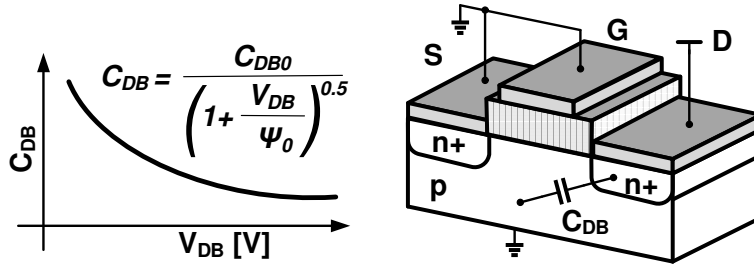 C_DB
V_DB [V]
C_DB = C_DB0 / (1 + V_DB / Ψ_0)^0.5
S
G
D
n+
n+
p
C_DB